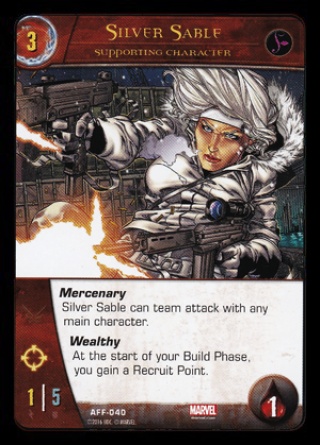 3
SILVER SABLE
SUPPORTING CHARACTER
Mercenary
Silver Sable can team attack with any
main character.
Wealthy
At the start of your Build Phase,
you gain a Recruit Point.
1 5
AFF-040
MARVEL
1